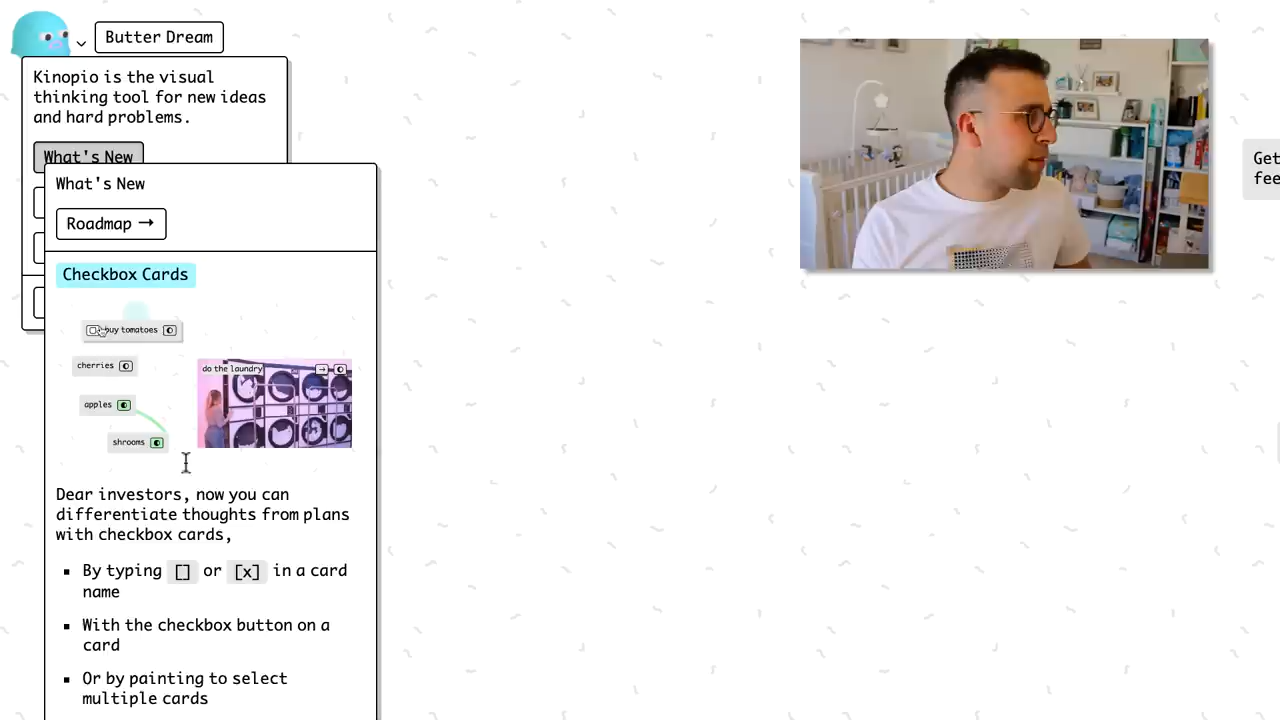 Butter Dream
Kinopio is the visual
thinking tool for new ideas
and hard problems.
What's New
What's New
Roadmap →
Checkbox Cards
buy tomatoes
cherries
apples
shrooms
do the laundry
→
Dear investors, now you can
differentiate thoughts from plans
with checkbox cards,
▪ By typing [] or [x] in a card
name
▪ With the checkbox button on a
card
▪ Or by painting to select
multiple cards
Get
fee